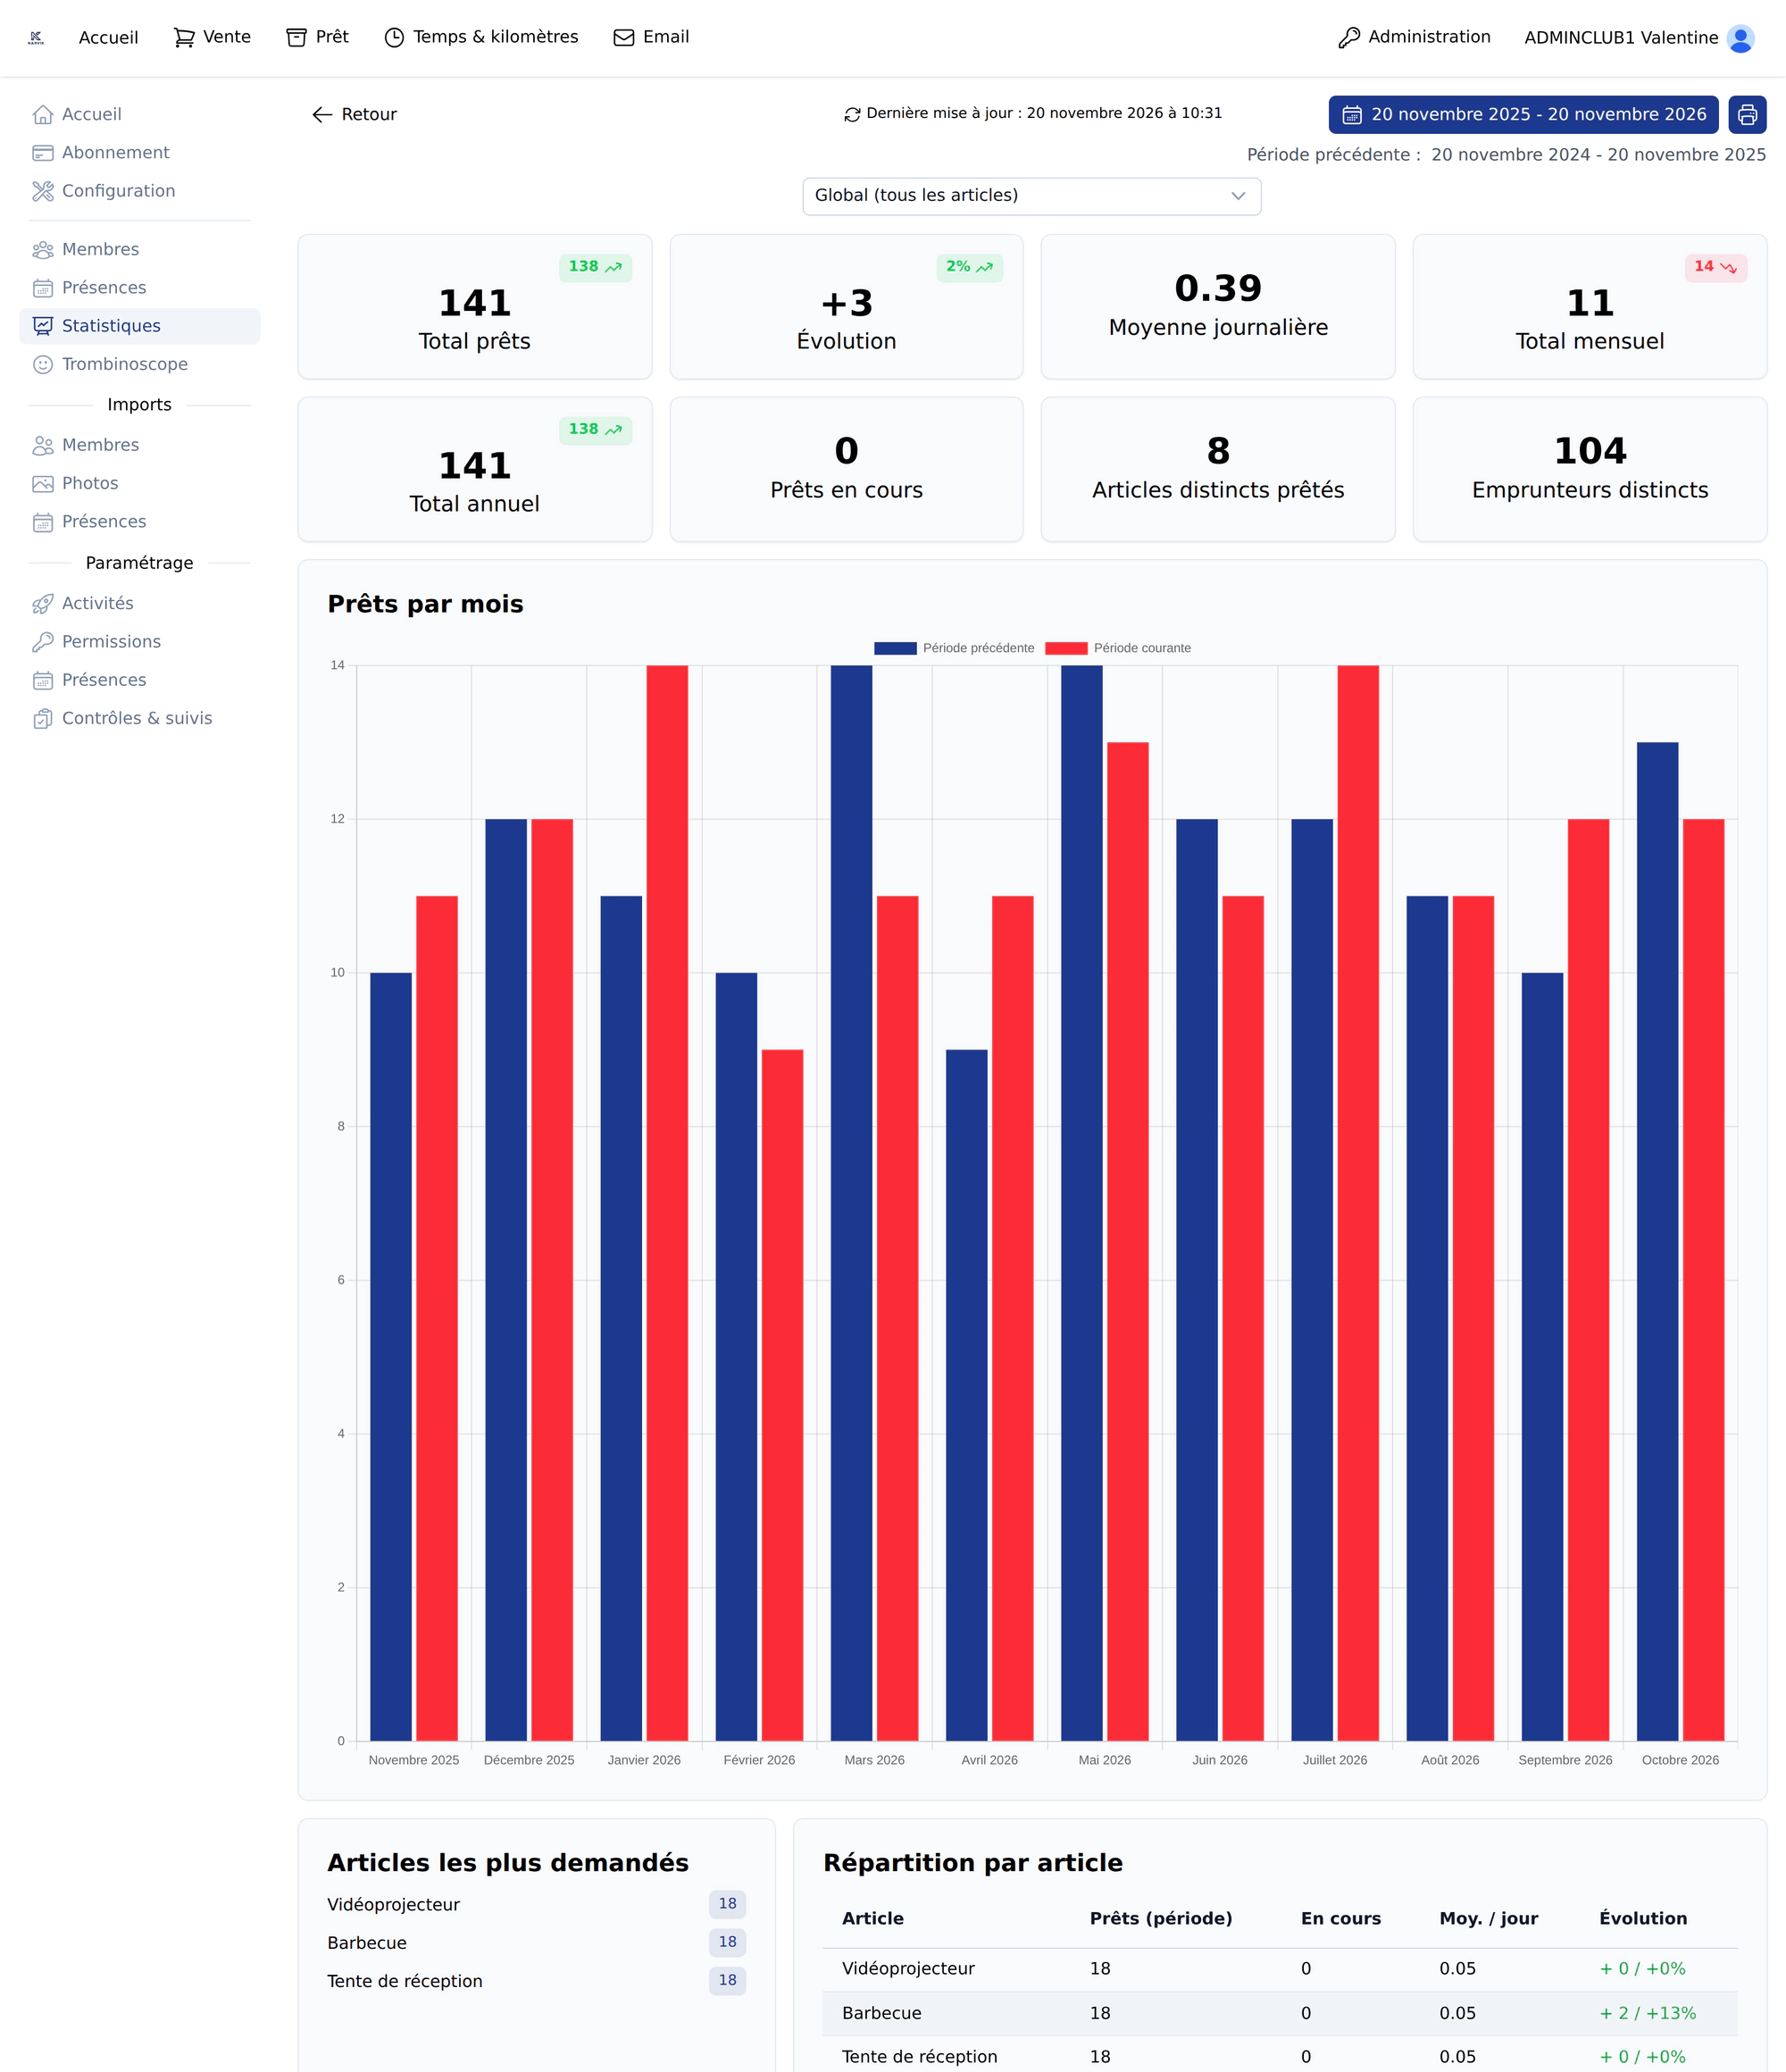 Accueil Vente Prêt Temps & kilomètres Email Administration ADMINCLUB1 Valentine
Accueil
Abonnement
Configuration
Membres
Présences
Statistiques
Trombinoscope
Imports
Membres
Photos
Présences
Paramétrage
Activités
Permissions
Présences
Contrôles & suivis
Retour Dernière mise à jour : 20 novembre 2026 à 10:31 20 novembre 2025 - 20 novembre 2026
Période précédente : 20 novembre 2024 - 20 novembre 2025
Global (tous les articles)
138
141
Total prêts
2%
+3
Évolution
0.39
Moyenne journalière
14
11
Total mensuel
138
141
Total annuel
0
Prêts en cours
8
Articles distincts prêtés
104
Emprunteurs distincts
Prêts par mois
Période précédente Période courante
14
12
10
8
6
4
2
0
Novembre 2025 Décembre 2025 Janvier 2026 Février 2026 Mars 2026 Avril 2026 Mai 2026 Juin 2026 Juillet 2026 Août 2026 Septembre 2026 Octobre 2026
Articles les plus demandés
Vidéoprojecteur 18
Barbecue 18
Tente de réception 18
Répartition par article
Article Prêts (période) En cours Moy. / jour Évolution
Vidéoprojecteur 18 0 0.05 + 0 / +0%
Barbecue 18 0 0.05 + 2 / +13%
Tente de réception 18 0 0.05 + 0 / +0%